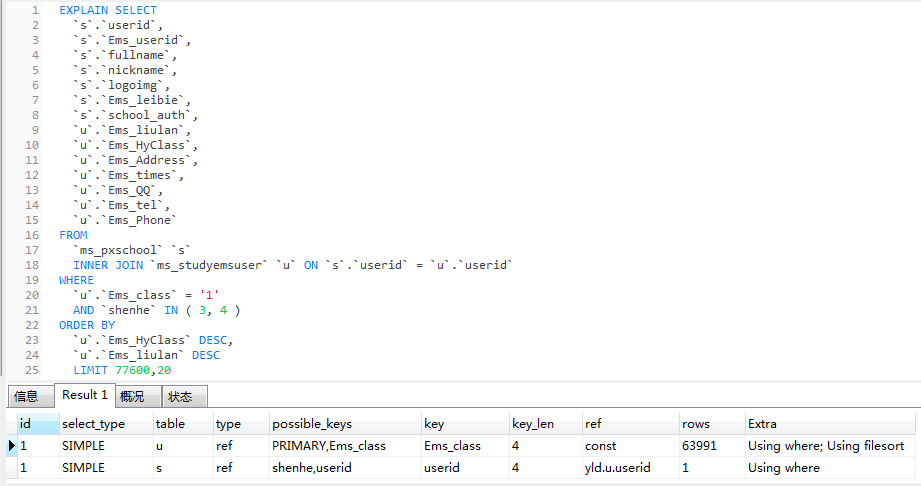 1 EXPLAIN SELECT
2 `s`.`userid`,
3 `s`.`Ems_userid`,
4 `s`.`fullname`,
5 `s`.`nickname`,
6 `s`.`logoimg`,
7 `s`.`Ems_leibie`,
8 `s`.`school_auth`,
9 `u`.`Ems_liulan`,
10 `u`.`Ems_HyClass`,
11 `u`.`Ems_Address`,
12 `u`.`Ems_times`,
13 `u`.`Ems_QQ`,
14 `u`.`Ems_tel`,
15 `u`.`Ems_Phone`
16 FROM
17 `ms_pxschool` `s`
18 INNER JOIN `ms_studyemsuser` `u` ON `s`.`userid` = `u`.`userid`
19 WHERE
20 `u`.`Ems_class` = '1'
21 AND `shenhe` IN ( 3, 4 )
22 ORDER BY
23 `u`.`Ems_HyClass` DESC,
24 `u`.`Ems_liulan` DESC
25 LIMIT 77600,20
信息 Result 1 概况 状态
id select_type table type possible_keys key key_len ref rows Extra
1 SIMPLE u ref PRIMARY,Ems_class Ems_class 4 const 63991 Using where; Using filesort
1 SIMPLE s ref shenhe,userid userid 4 yld.u.userid 1 Using where